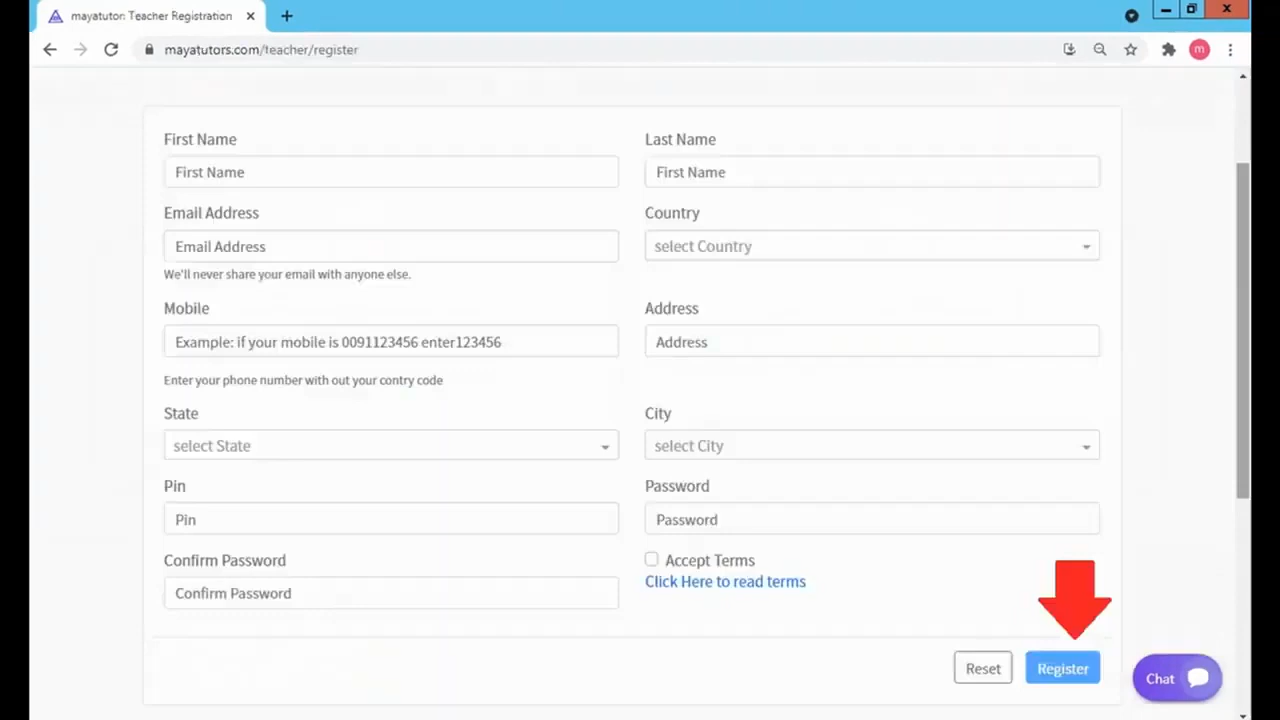 mayatutor: Teacher Registration
mayatutors.com/teacher/register
m
First Name
Last Name
First Name
First Name
Email Address
Country
Email Address
select Country
We'll never share your email with anyone else.
Mobile
Address
Example: if your mobile is 0091123456 enter123456
Address
Enter your phone number with out your contry code
State
City
select State
select City
Pin
Password
Pin
Password
Confirm Password
Accept Terms
Click Here to read terms
Confirm Password
Reset
Register
Chat